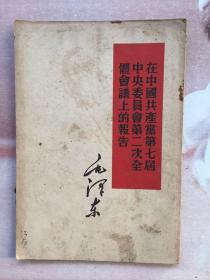 在中國共產黨第七屆
中央委員會第二次全
體會議上的報告
毛澤东